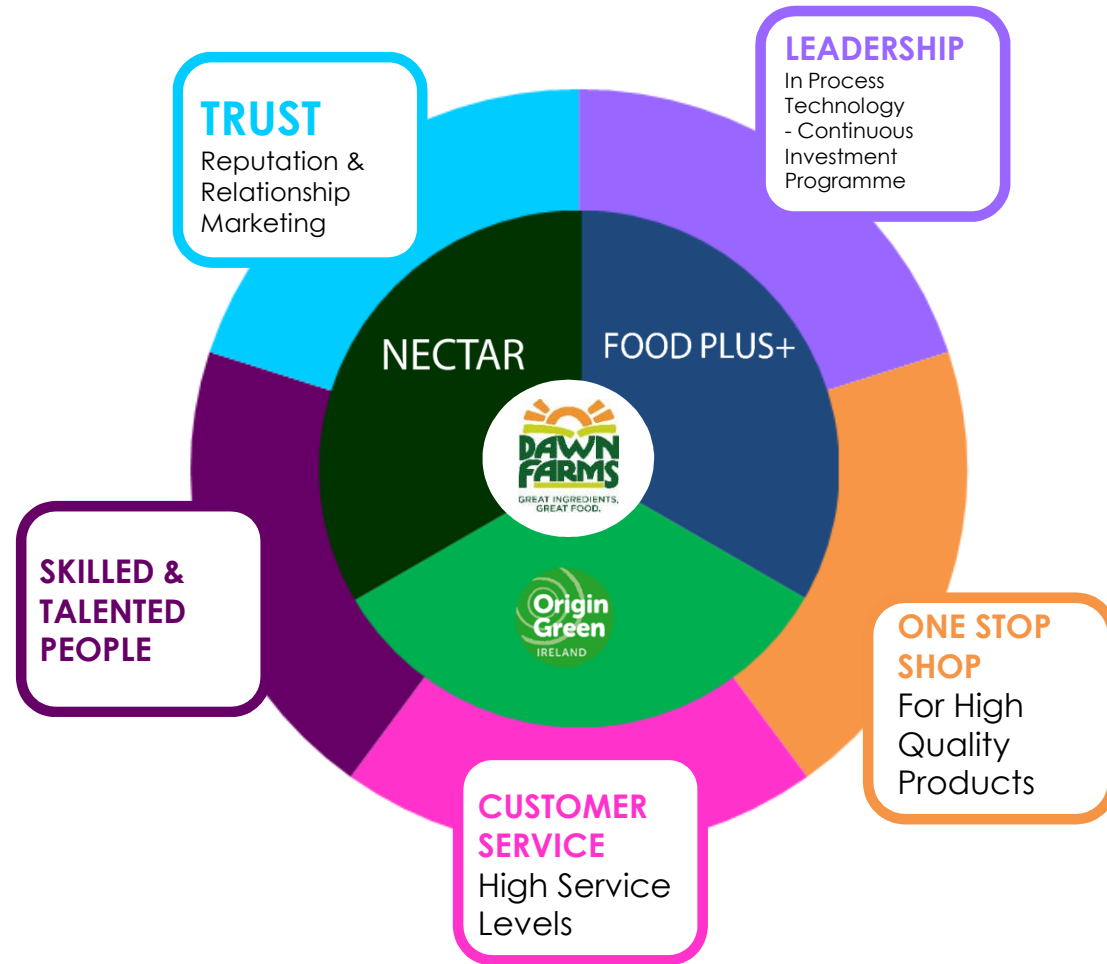 TRUST
Reputation &
Relationship
Marketing
LEADERSHIP
In Process
Technology
- Continuous
Investment
Programme
NECTAR
FOOD PLUS+
DAWN
FARMS
GREAT INGREDIENTS,
GREAT FOOD.
Origin
Green
IRELAND
SKILLED &
TALENTED
PEOPLE
ONE STOP
SHOP
For High
Quality
Products
CUSTOMER
SERVICE
High Service
Levels